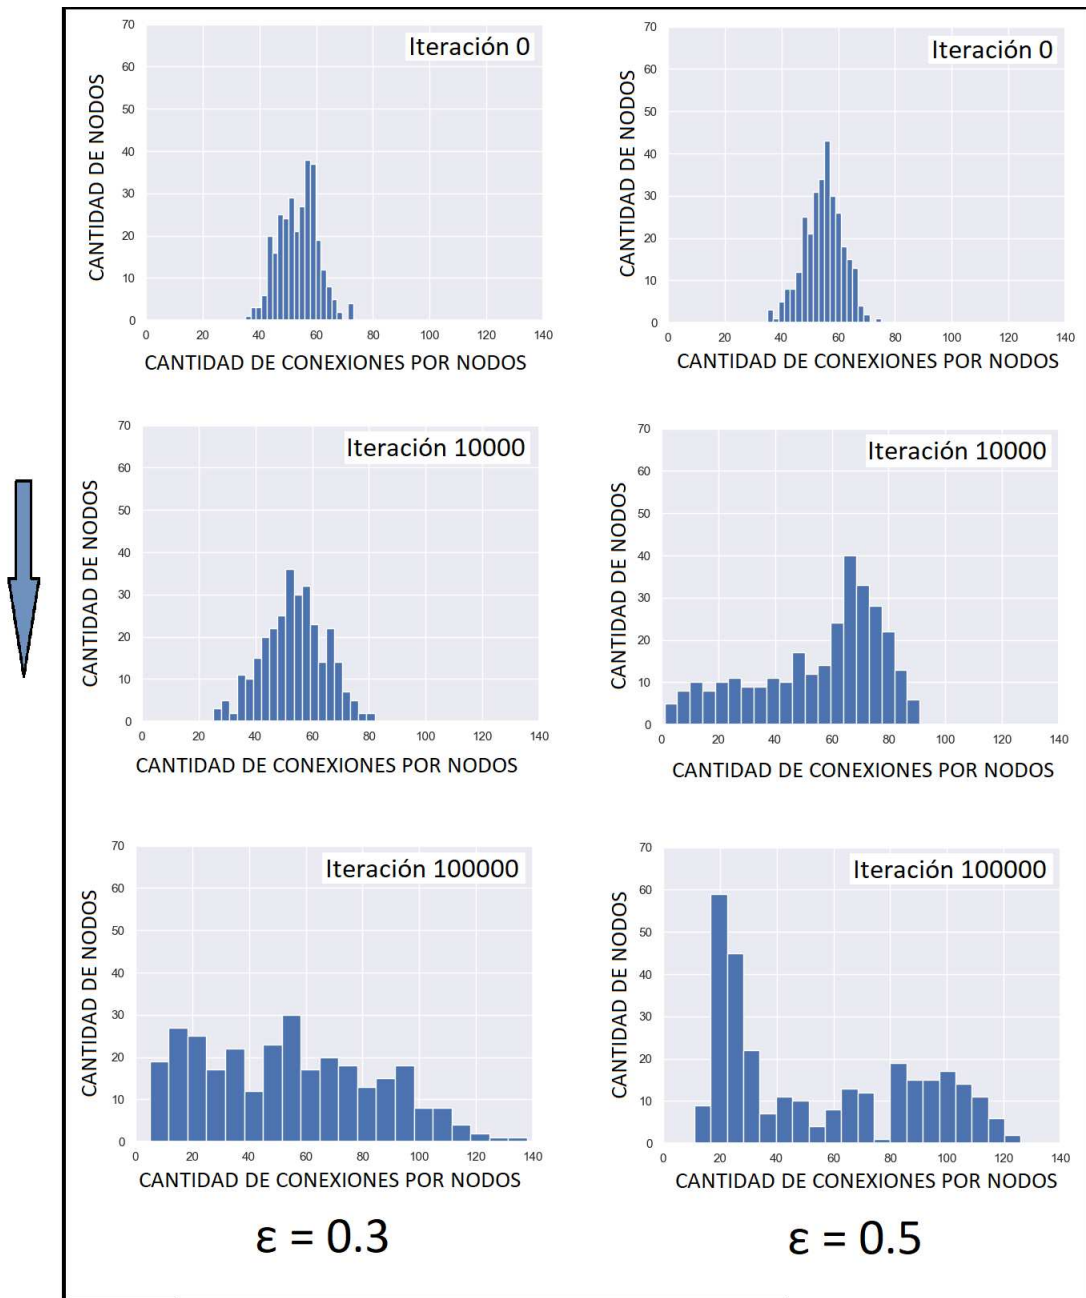 Iteración 0
70
60
50
40
30
20
10
0
CANTIDAD DE NODOS
0 20 40 60 80 100 120 140
CANTIDAD DE CONEXIONES POR NODOS
Iteración 0
70
60
50
40
30
20
10
0
CANTIDAD DE NODOS
0 20 40 60 80 100 120 140
CANTIDAD DE CONEXIONES POR NODOS
Iteración 10000
70
60
50
40
30
20
10
0
CANTIDAD DE NODOS
0 20 40 60 80 100 120 140
CANTIDAD DE CONEXIONES POR NODOS
Iteración 10000
70
60
50
40
30
20
10
0
CANTIDAD DE NODOS
0 20 40 60 80 100 120 140
CANTIDAD DE CONEXIONES POR NODOS
Iteración 100000
70
60
50
40
30
20
10
0
CANTIDAD DE NODOS
0 20 40 60 80 100 120 140
CANTIDAD DE CONEXIONES POR NODOS
Iteración 100000
70
60
50
40
30
20
10
0
CANTIDAD DE NODOS
0 20 40 60 80 100 120 140
CANTIDAD DE CONEXIONES POR NODOS
ε = 0.3
ε = 0.5